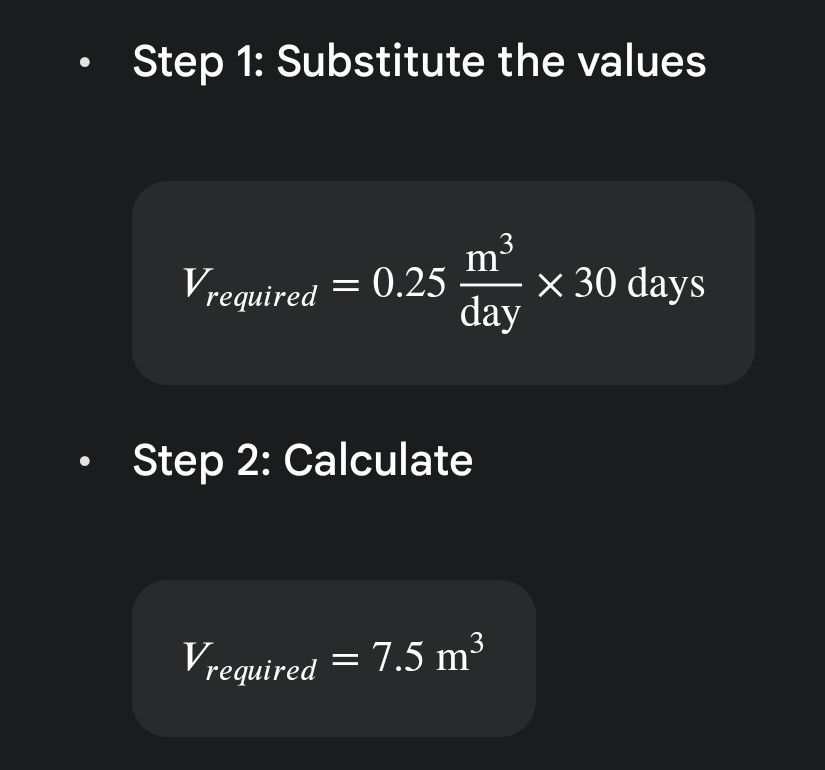 • Step 1: Substitute the values
V_required = 0.25 m³/day × 30 days
• Step 2: Calculate
V_required = 7.5 m³